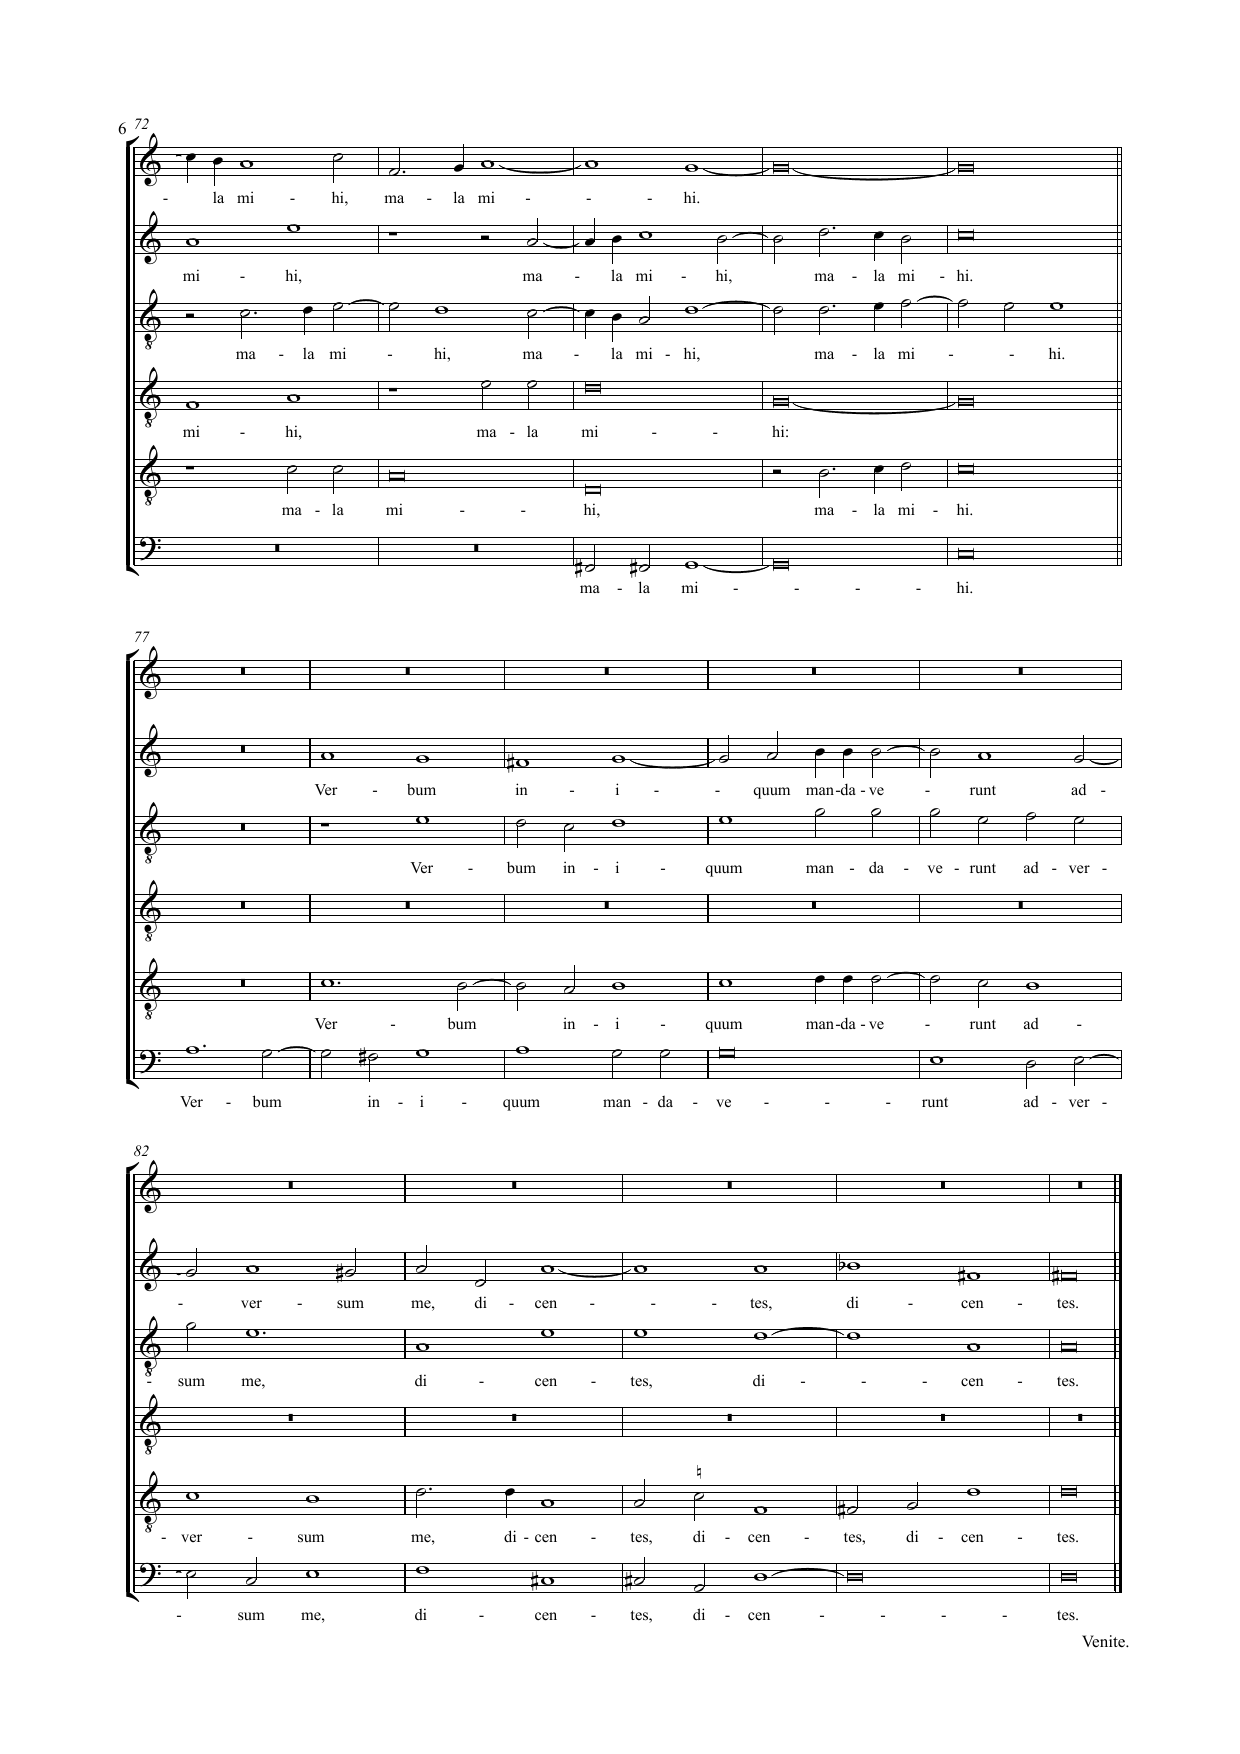 6 72
- la mi - hi, ma - la mi - - - hi.
mi - hi, ma - la mi - hi, ma - la mi - hi.
ma - la mi - hi, ma - la mi - hi, ma - la mi - - hi.
mi - hi, ma - la mi - - hi:
ma - la mi - - hi, ma - la mi - hi.
ma - la mi - - - - hi.
77
Ver - bum in - i - - quum man-da - ve - runt ad -
Ver - bum in - i - quum man - da - ve - runt ad - ver -
Ver - bum in - i - quum man-da - ve - runt ad -
Ver - bum in - i - quum man - da - ve - - - runt ad - ver -
82
- ver - sum me, di - cen - - - tes, di - cen - tes.
- sum me, di - cen - tes, di - - - cen - tes.
- ver - sum me, di - cen - tes, di - cen - tes, di - cen - tes.
- sum me, di - cen - tes, di - cen - - - - tes.
Venite.